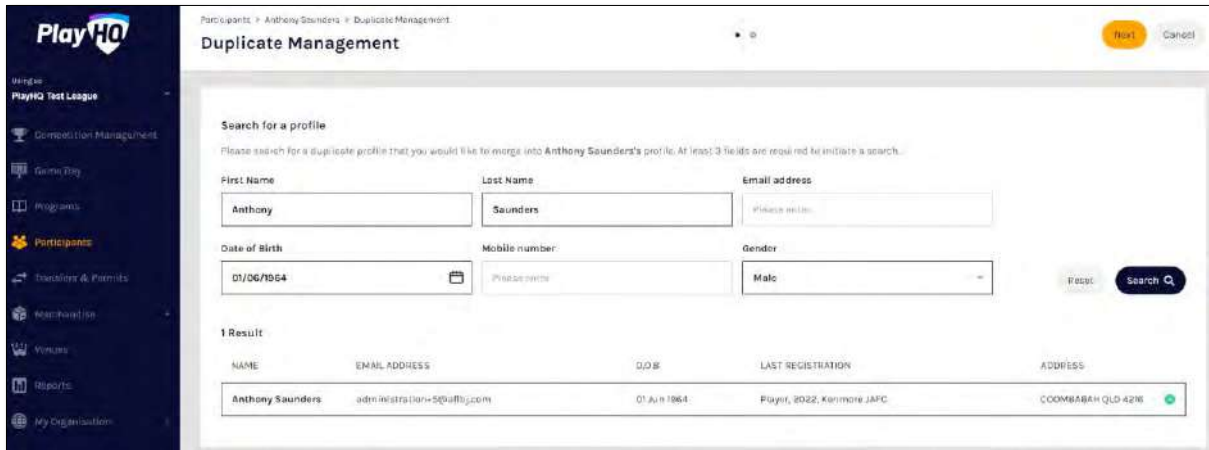 PlayHQ
Using as
PlayHQ Test League
Competition Management
Game Day
Programs
Participants
Transfers & Permits
Merchandise
Venues
Reports
My Organisation
Participants > Anthony Saunders > Duplicate Management
Duplicate Management
Next
Cancel
Search for a profile
Please search for a duplicate profile that you would like to merge into Anthony Saunders's profile. At least 3 fields are required to initiate a search.
First Name
Last Name
Email address
Anthony
Saunders
Please enter
Date of Birth
Mobile number
Gender
01/06/1964
Please enter
Male
Reset
Search
1 Result
NAME
EMAIL ADDRESS
D.O.B
LAST REGISTRATION
ADDRESS
Anthony Saunders
administration+5@aflbj.com
01 Jun 1964
Player, 2022, Kenmore JAFC
COOMBABAH QLD 4216